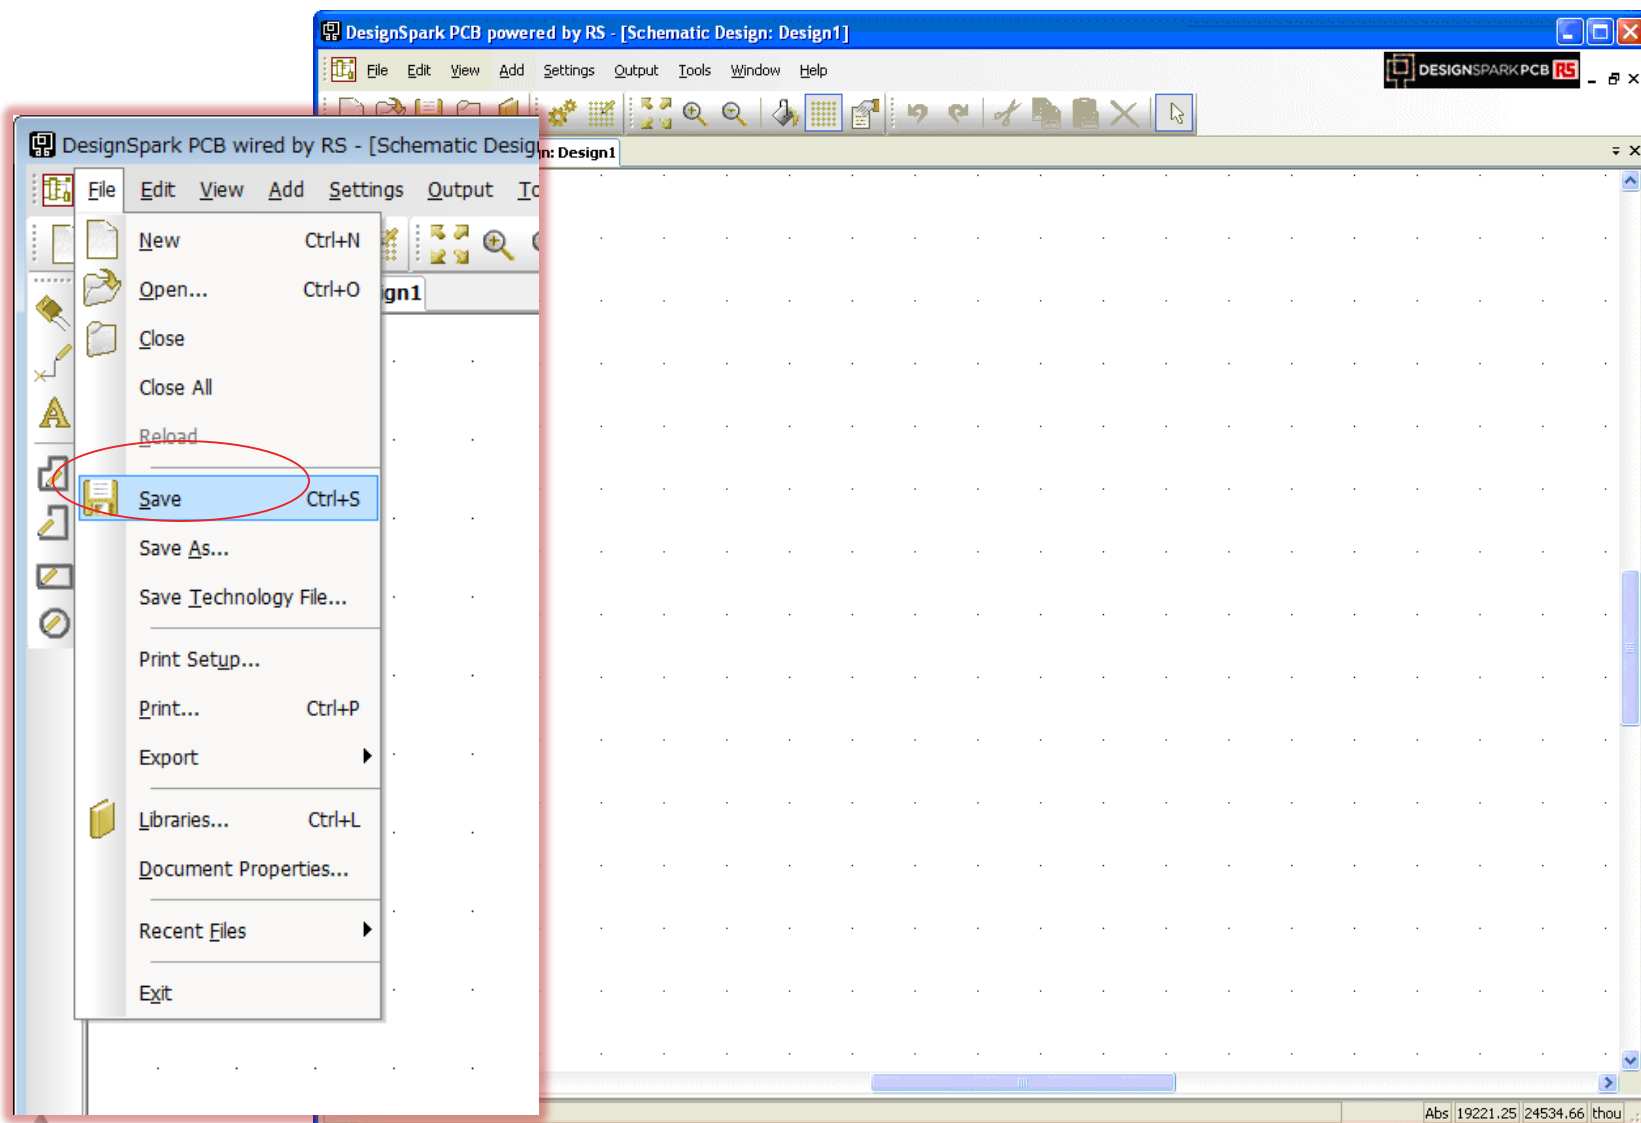 DesignSpark PCB powered by RS - [Schematic Design: Design1]
File Edit View Add Settings Output Tools Window Help
DESIGNSPARK PCB RS
n: Design1
DesignSpark PCB wired by RS - [Schematic Desig
File Edit View Add Settings Output To
gn1
New Ctrl+N
Open... Ctrl+O
Close
Close All
Reload
Save Ctrl+S
Save As...
Save Technology File...
Print Setup...
Print... Ctrl+P
Export
Libraries... Ctrl+L
Document Properties...
Recent Files
Exit
Abs 19221.25 24534.66 thou